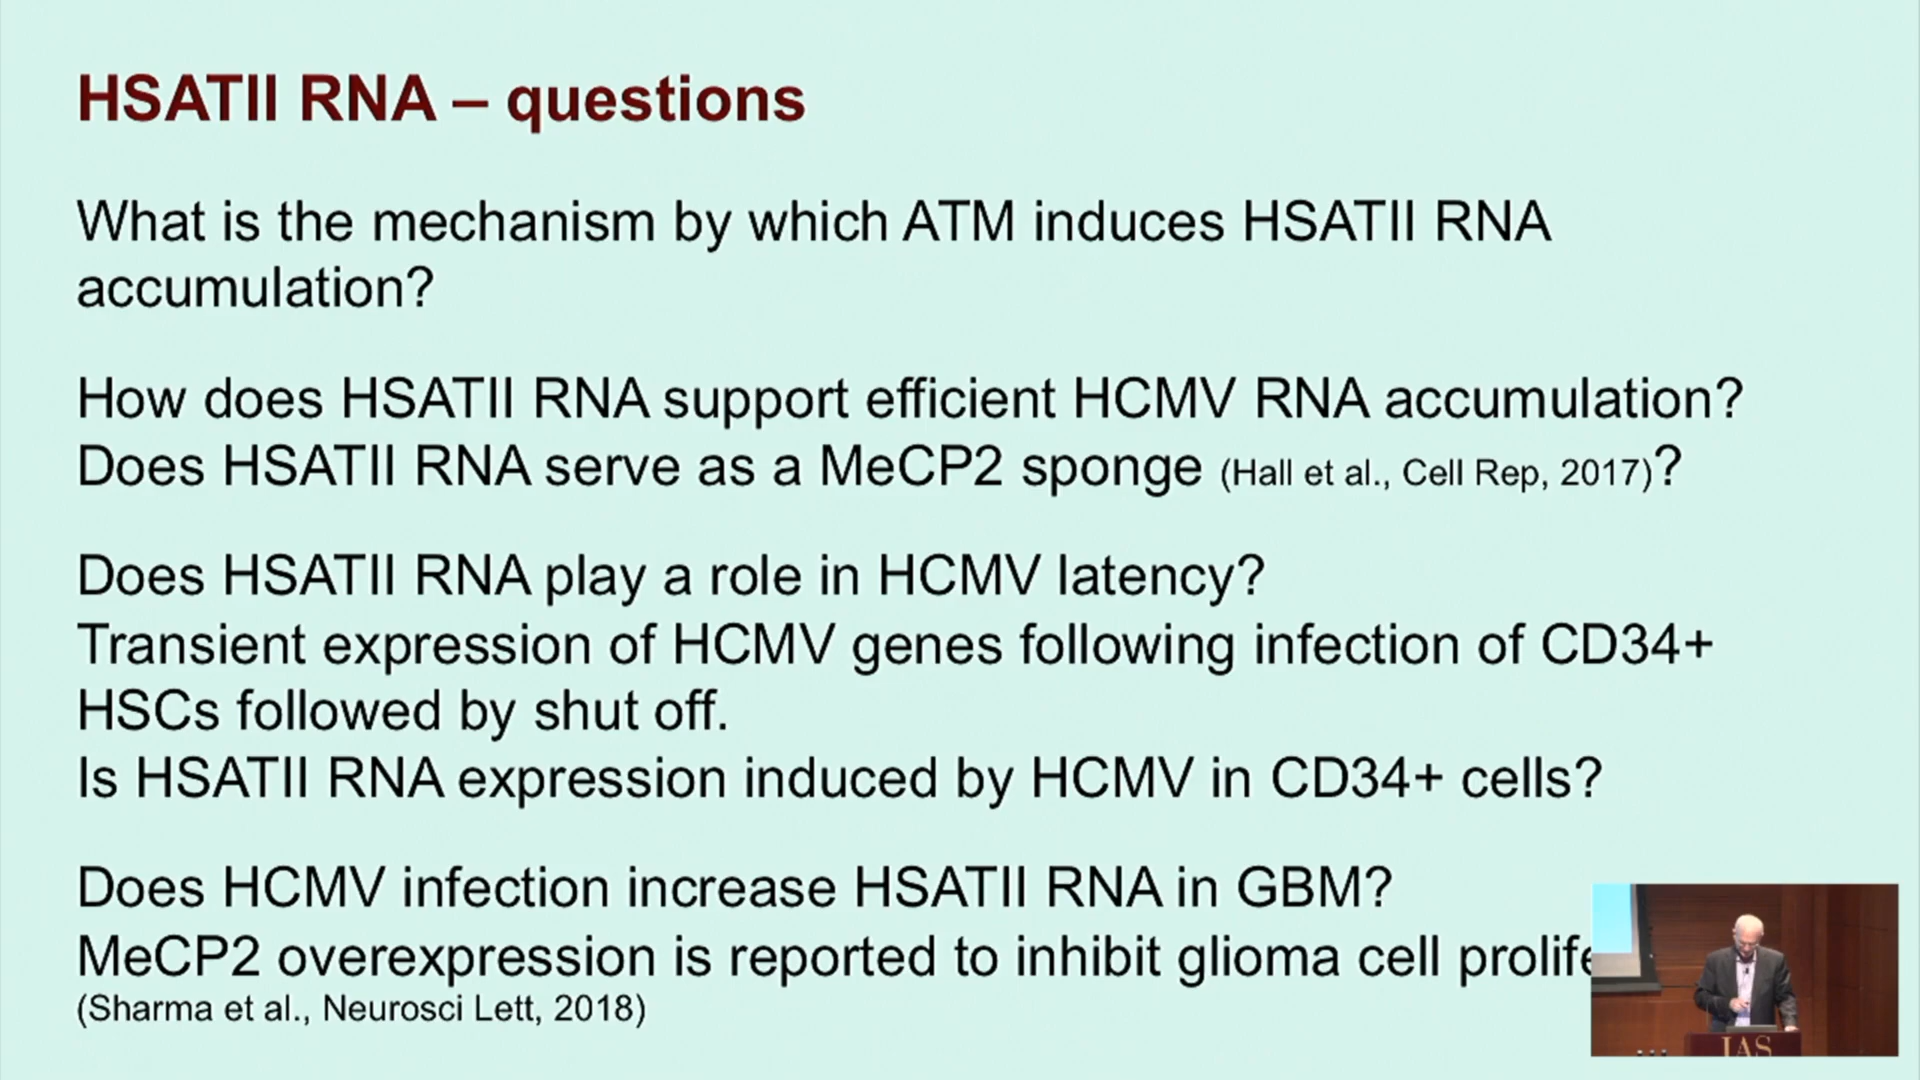 HSATII RNA – questions
What is the mechanism by which ATM induces HSATII RNA
accumulation?
How does HSATII RNA support efficient HCMV RNA accumulation?
Does HSATII RNA serve as a MeCP2 sponge (Hall et al., Cell Rep, 2017)?
Does HSATII RNA play a role in HCMV latency?
Transient expression of HCMV genes following infection of CD34+
HSCs followed by shut off.
Is HSATII RNA expression induced by HCMV in CD34+ cells?
Does HCMV infection increase HSATII RNA in GBM?
MeCP2 overexpression is reported to inhibit glioma cell prolife
(Sharma et al., Neurosci Lett, 2018)
IAS